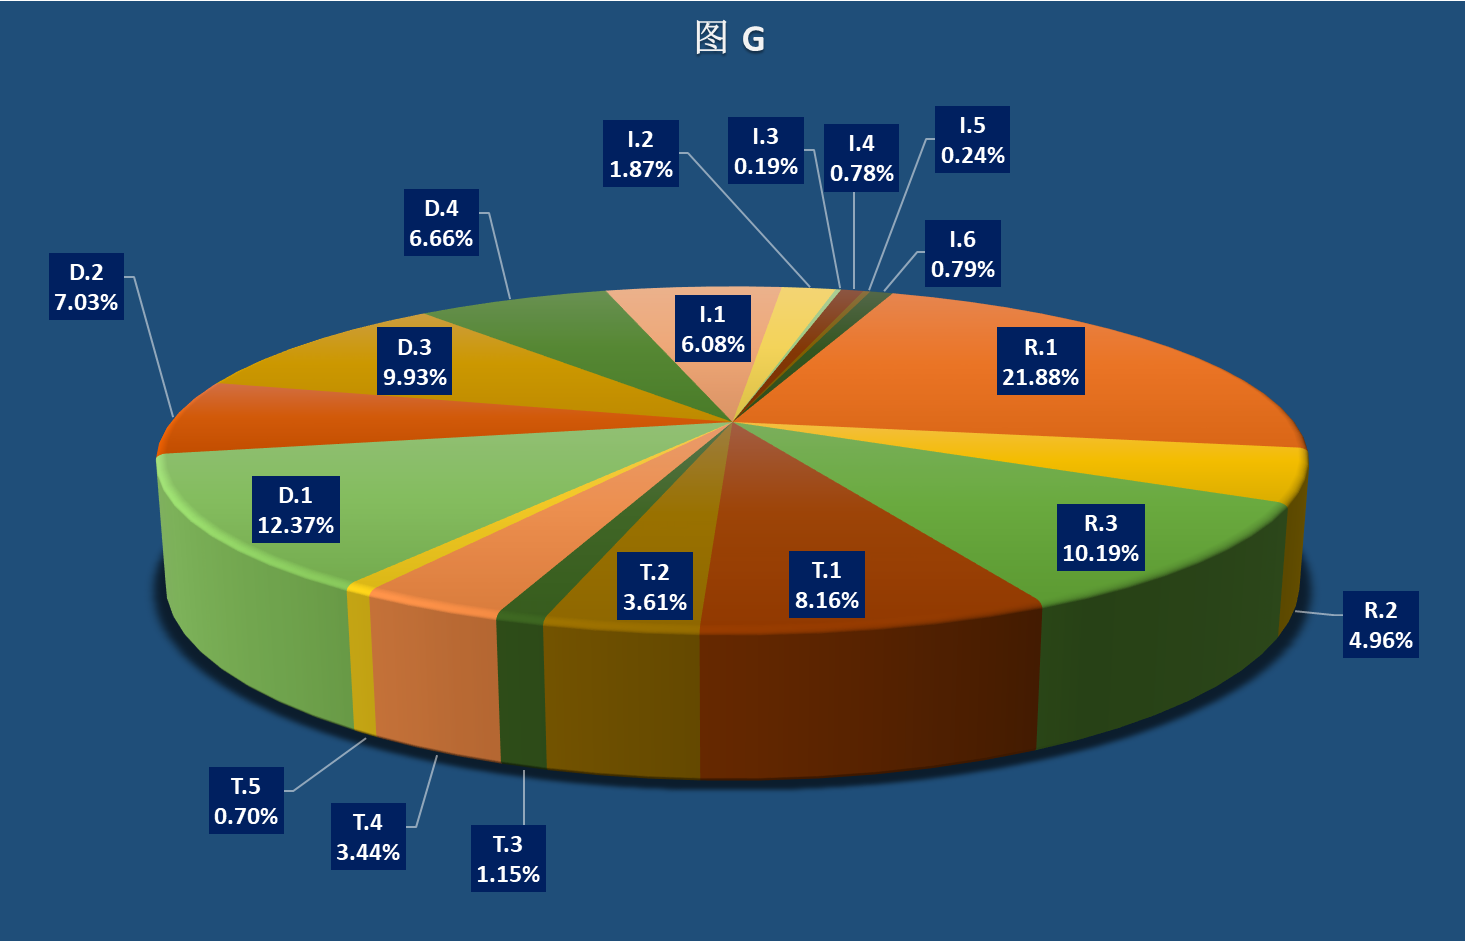 图 G
I.5
0.24%
I.3
0.19%
I.2
1.87%
I.4
0.78%
D.4
6.66%
I.6
0.79%
D.2
7.03%
I.1
6.08%
D.3
9.93%
R.1
21.88%
D.1
12.37%
R.3
10.19%
T.2
3.61%
T.1
8.16%
R.2
4.96%
T.5
0.70%
T.4
3.44%
T.3
1.15%